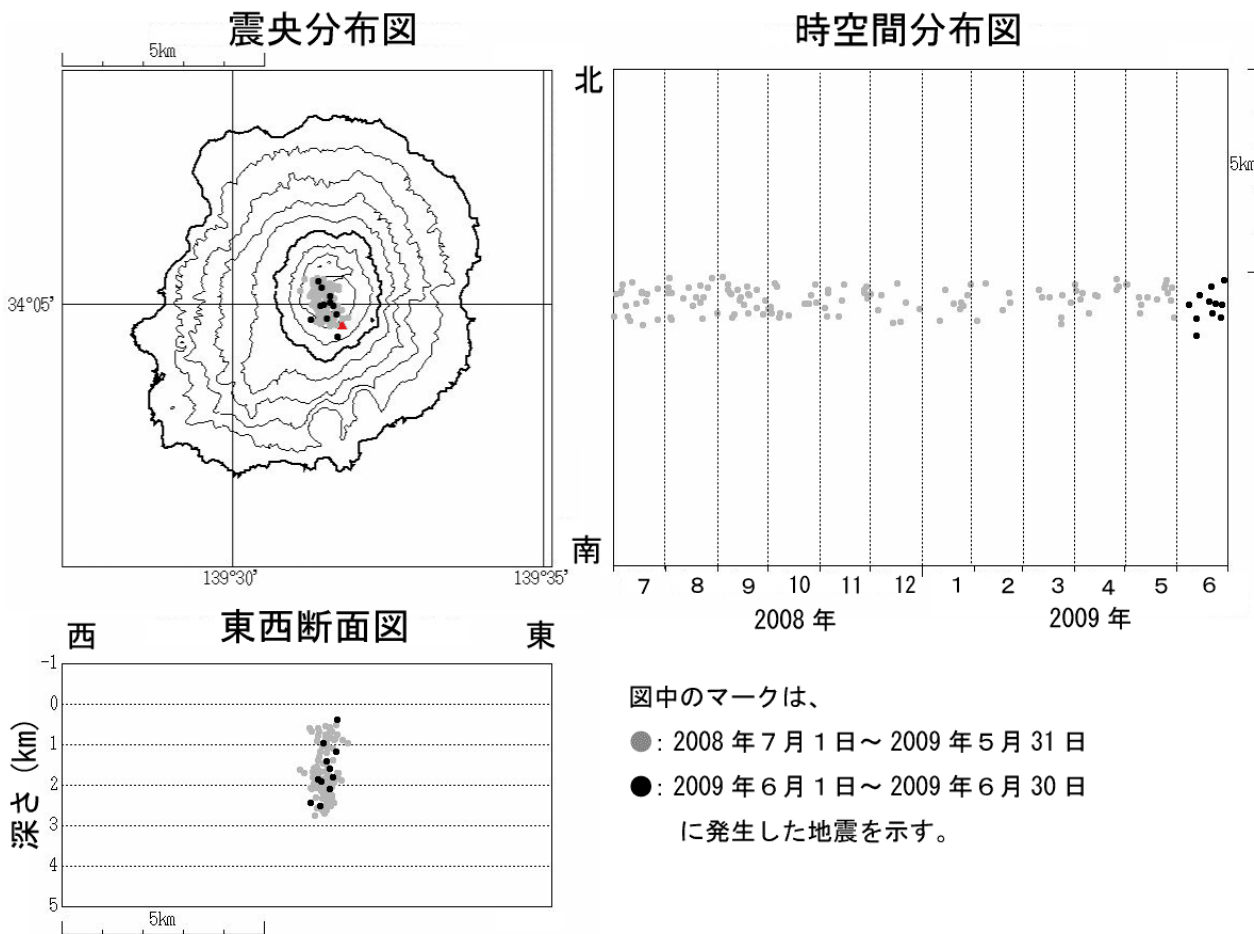 震央分布図
5km
34°05'
139°30'
139°35'
時空間分布図
北
南
5km
7 8 9 10 11 12 1 2 3 4 5 6
2008 年 2009 年
東西断面図
西
東
深さ (km)
-1
0
1
2
3
4
5
5km
図中のマークは、
●: 2008 年７月１日～ 2009 年５月 31 日
●: 2009 年６月１日～ 2009 年６月 30 日
に発生した地震を示す。